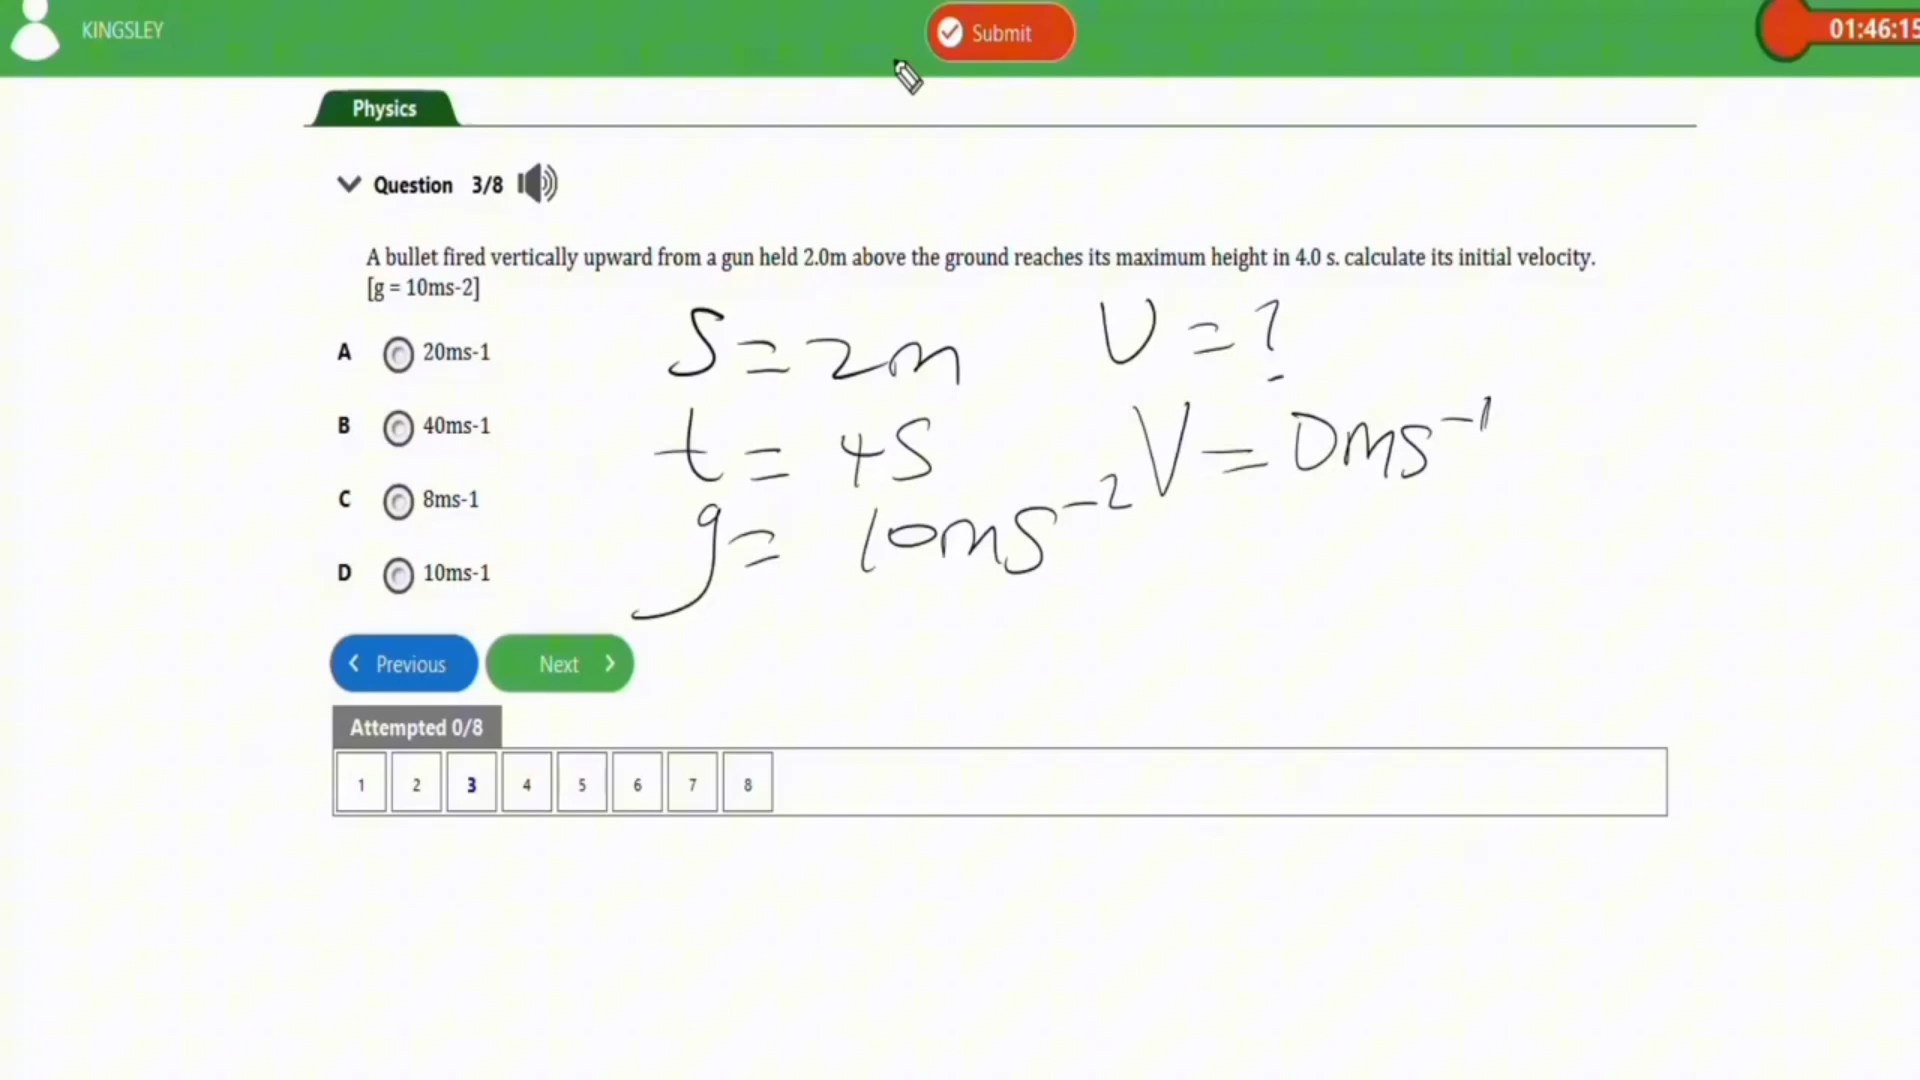 KINGSLEY
Submit
01:46:15
Physics
Question 3/8
A bullet fired vertically upward from a gun held 2.0m above the ground reaches its maximum height in 4.0 s. calculate its initial velocity.
[g = 10ms-2]
A 20ms-1
B 40ms-1
C 8ms-1
D 10ms-1
S = 2m
U = ?
t = 4S
V = 0ms⁻¹
g = 10ms⁻²
Previous
Next
Attempted 0/8
1 2 3 4 5 6 7 8